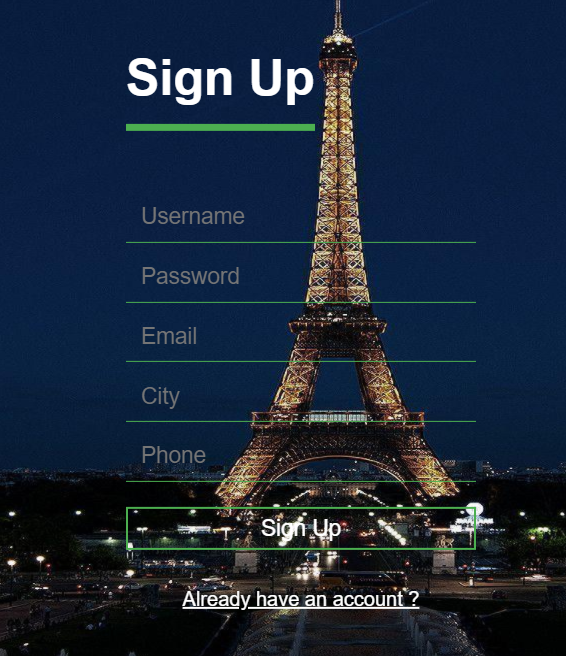 Sign Up
Username
Password
Email
City
Phone
Sign Up
Already have an account ?